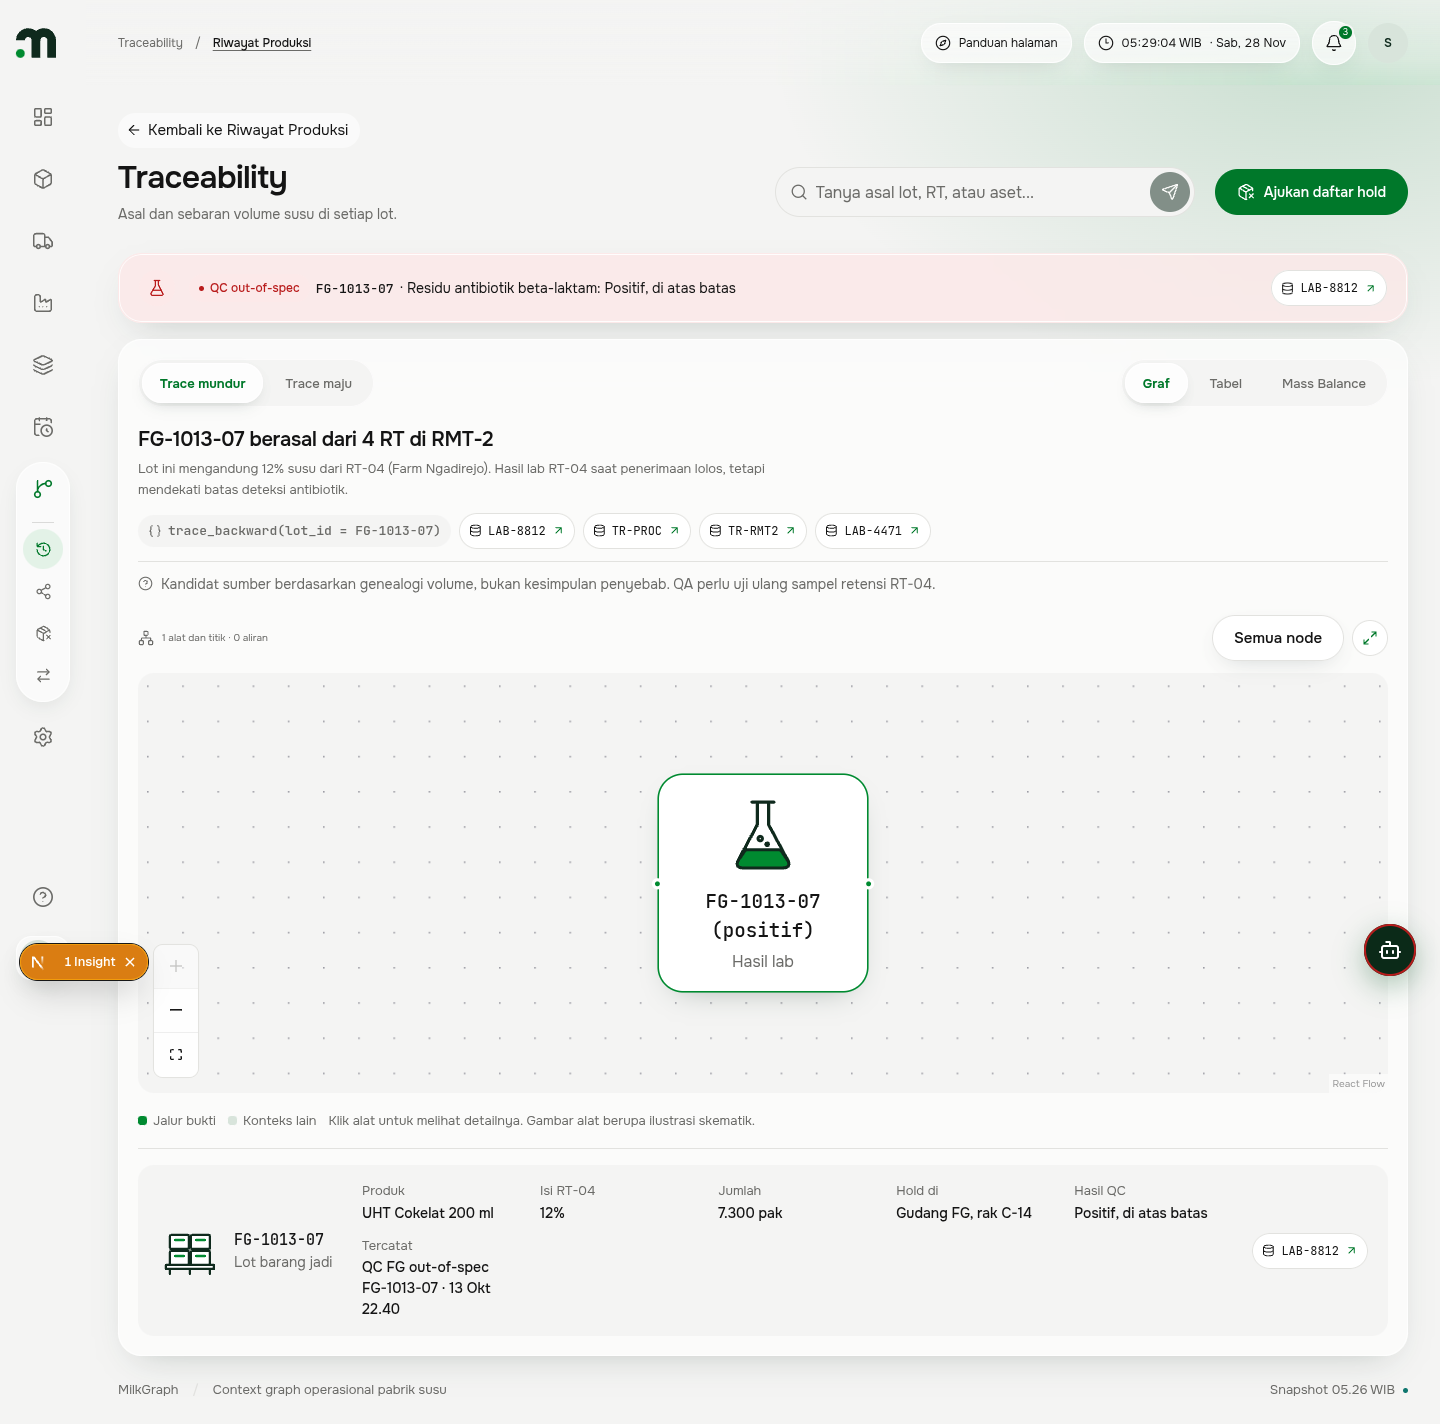 Traceability / Riwayat Produksi
Panduan halaman
05:29:04 WIB · Sab, 28 Nov
3
S
Kembali ke Riwayat Produksi
Traceability
Asal dan sebaran volume susu di setiap lot.
Tanya asal lot, RT, atau aset...
Ajukan daftar hold
QC out-of-spec FG-1013-07 · Residu antibiotik beta-laktam: Positif, di atas batas
LAB-8812
Trace mundur
Trace maju
Graf
Tabel
Mass Balance
FG-1013-07 berasal dari 4 RT di RMT-2
Lot ini mengandung 12% susu dari RT-04 (Farm Ngadirejo). Hasil lab RT-04 saat penerimaan lolos, tetapi
mendekati batas deteksi antibiotik.
{} trace_backward(lot_id = FG-1013-07)
LAB-8812
TR-PROC
TR-RMT2
LAB-4471
Kandidat sumber berdasarkan genealogi volume, bukan kesimpulan penyebab. QA perlu uji ulang sampel retensi RT-04.
1 alat dan titik · 0 aliran
Semua node
FG-1013-07
(positif)
Hasil lab
1 Insight
React Flow
Jalur bukti
Konteks lain
Klik alat untuk melihat detailnya. Gambar alat berupa ilustrasi skematik.
FG-1013-07
Lot barang jadi
Produk
UHT Cokelat 200 ml
Isi RT-04
12%
Jumlah
7.300 pak
Hold di
Gudang FG, rak C-14
Hasil QC
Positif, di atas batas
Tercatat
QC FG out-of-spec
FG-1013-07 · 13 Okt
22.40
LAB-8812
MilkGraph / Context graph operasional pabrik susu
Snapshot 05.26 WIB